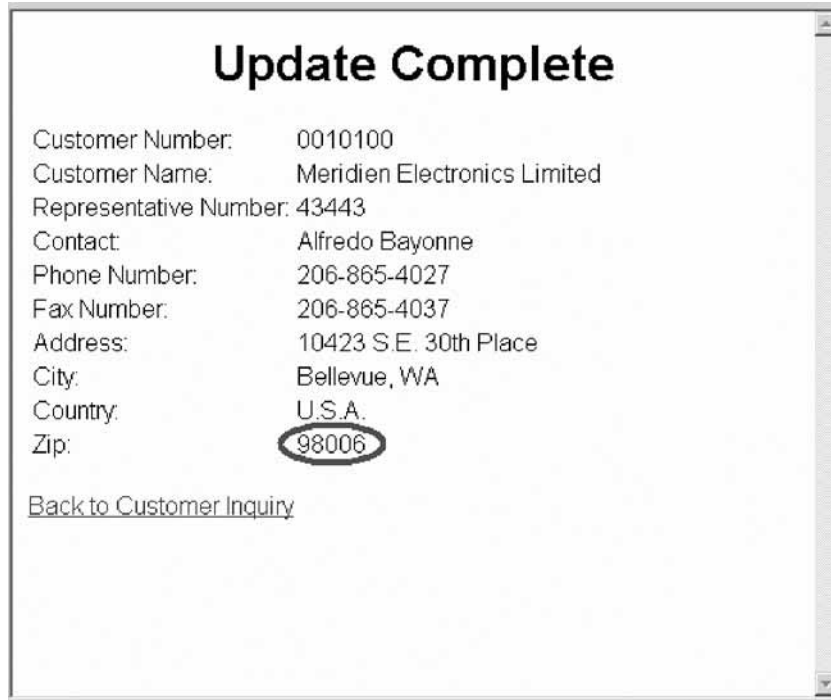 Update Complete
Customer Number: 0010100
Customer Name: Meridien Electronics Limited
Representative Number: 43443
Contact: Alfredo Bayonne
Phone Number: 206-865-4027
Fax Number: 206-865-4037
Address: 10423 S.E. 30th Place
City: Bellevue, WA
Country: U.S.A.
Zip: 98006
Back to Customer Inquiry